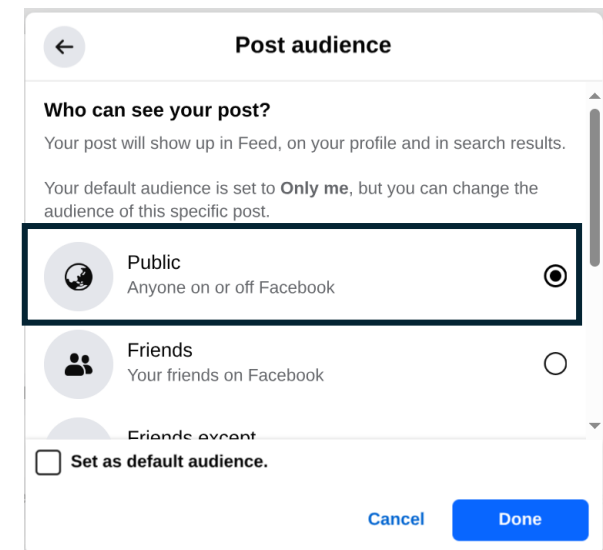 Post audience
Who can see your post?
Your post will show up in Feed, on your profile and in search results.
Your default audience is set to Only me, but you can change the
audience of this specific post.
Public
Anyone on or off Facebook
Friends
Your friends on Facebook
Friends except
Set as default audience.
Cancel
Done